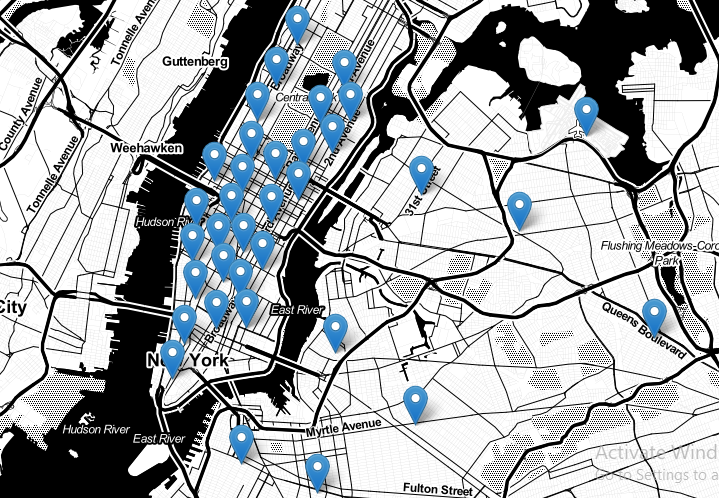 Tonnelle Avenue
Guttenberg
Broadway
Avenue
County Avenue
Central
Weehawken
2nd Avenue
Tonnelle Avenue
31st Street
Hudson River
Flushing Meadows-Coro
Park
City
East River
Broadway
Queens Boulevard
New York
Hudson River
East River
Myrtle Avenue
Activate Wind
Go to Settings to a
Fulton Street